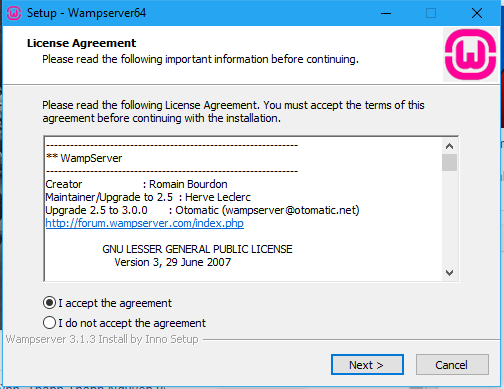 Setup - Wampserver64
License Agreement
Please read the following important information before continuing.
Please read the following License Agreement. You must accept the terms of this
agreement before continuing with the installation.
----------------------------------------------------------
** WampServer
----------------------------------------------------------
Creator : Romain Bourdon
Maintainer/Upgrade to 2.5 : Herve Leclerc
Upgrade 2.5 to 3.0.0 : Otomatic (wampserver@otomatic.net)
http://forum.wampserver.com/index.php
GNU LESSER GENERAL PUBLIC LICENSE
Version 3, 29 June 2007
I accept the agreement
I do not accept the agreement
Wampserver 3.1.3 Install by Inno Setup
Next >
Cancel